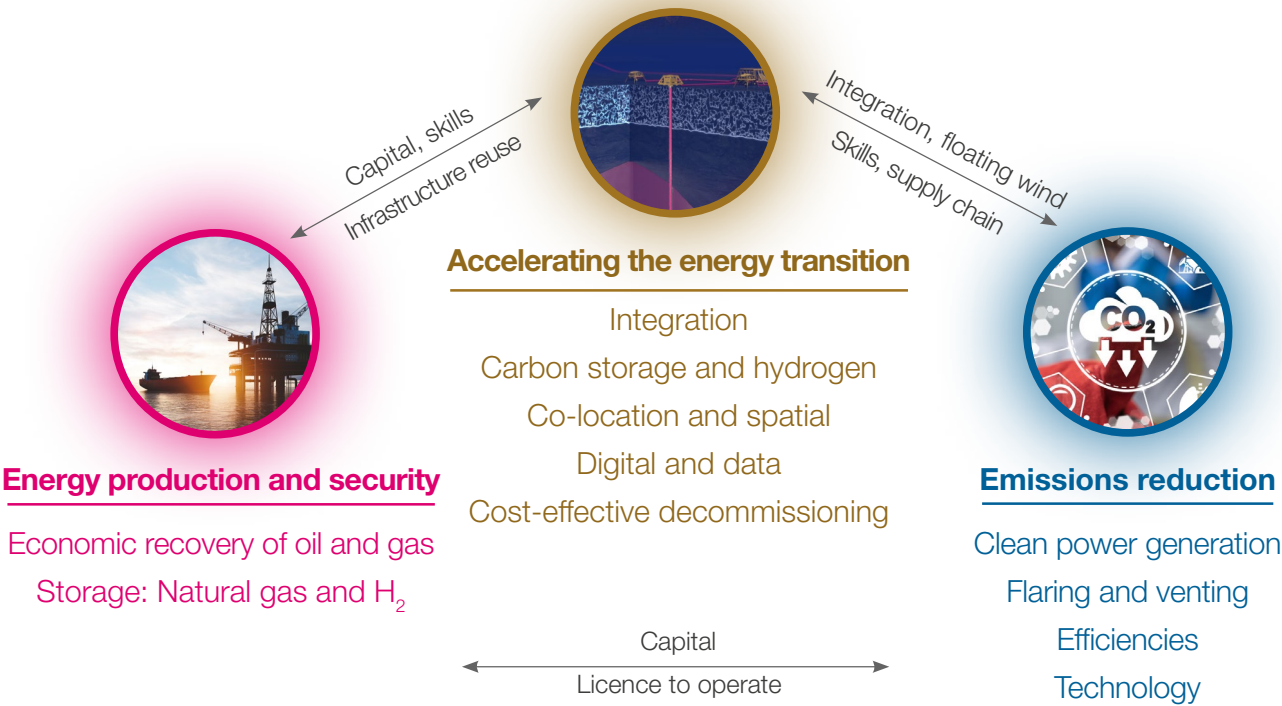 Capital, skills
Infrastructure reuse
Integration, floating wind
Skills, supply chain
Accelerating the energy transition
Integration
Carbon storage and hydrogen
Co-location and spatial
Digital and data
Cost-effective decommissioning
Energy production and security
Economic recovery of oil and gas
Storage: Natural gas and H₂
CO₂
Emissions reduction
Clean power generation
Flaring and venting
Efficiencies
Technology
Capital
Licence to operate